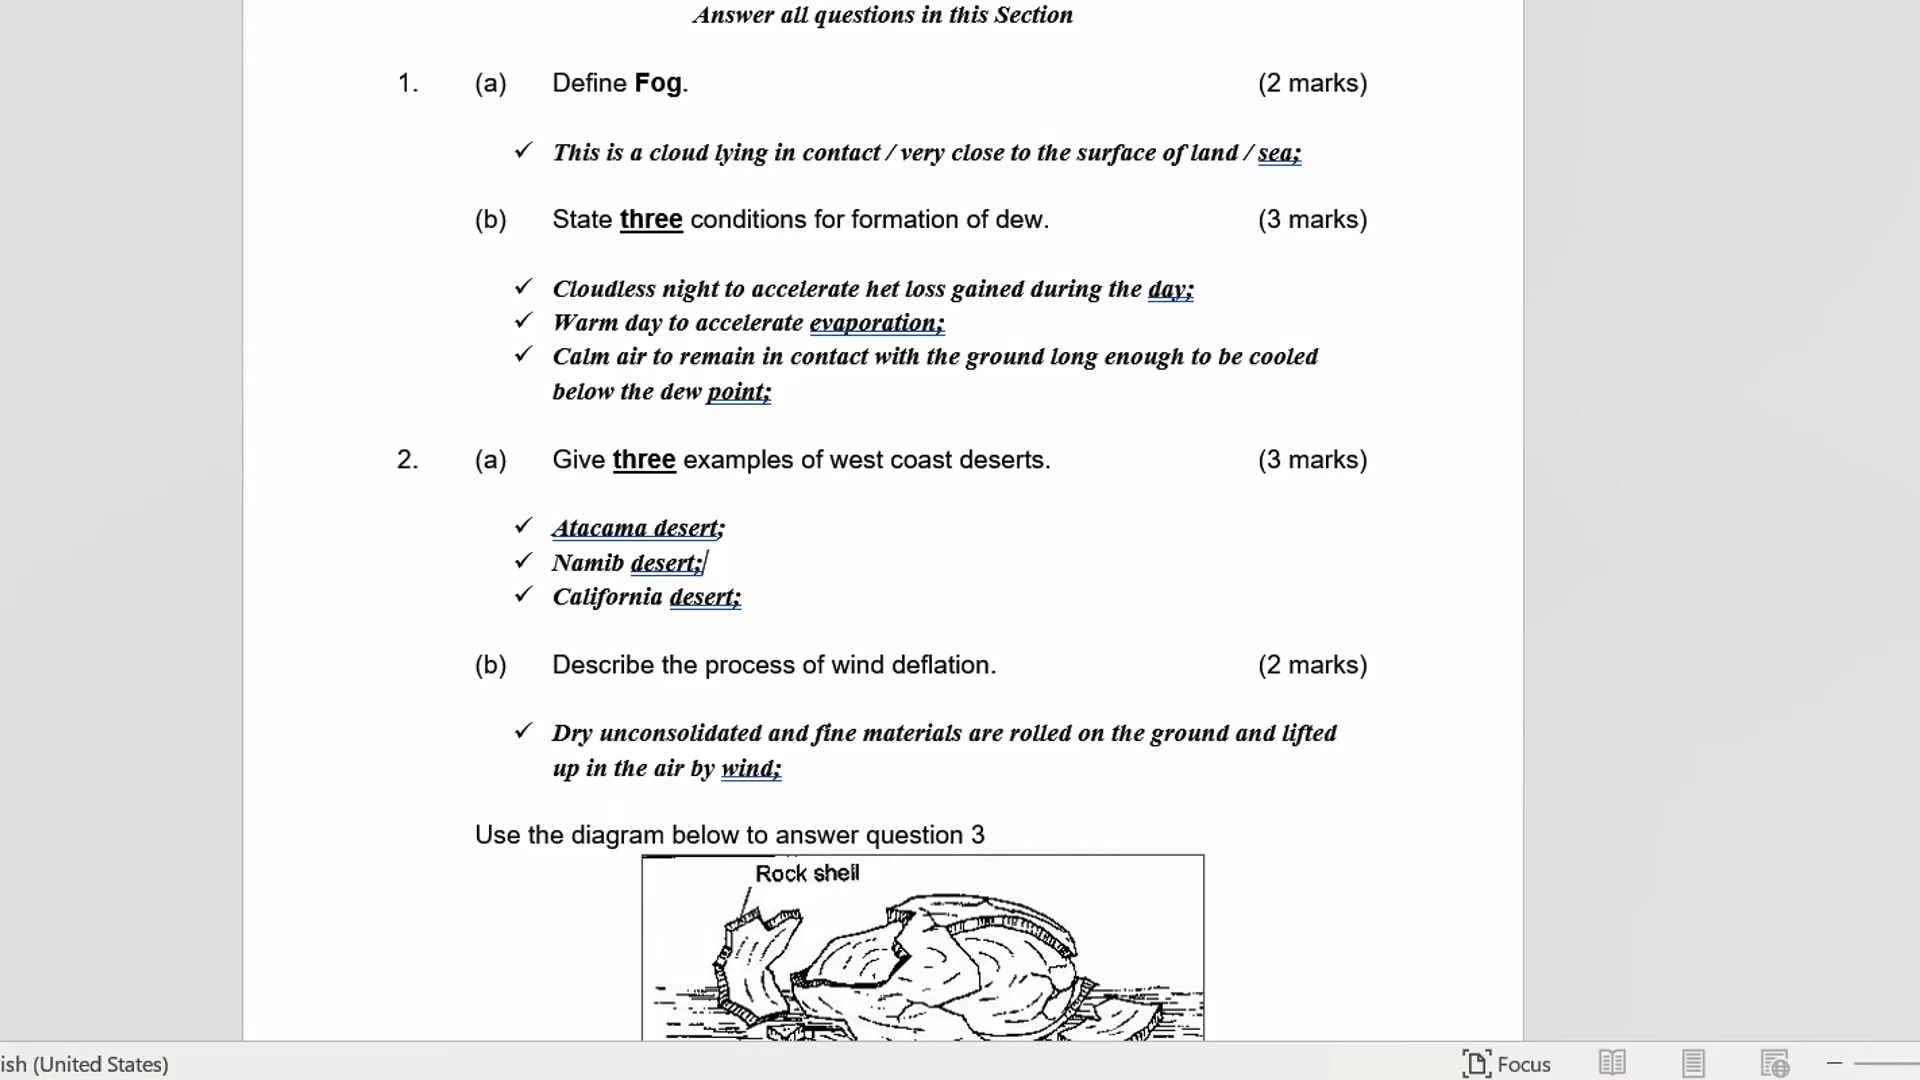 Answer all questions in this Section
1. (a) Define Fog. (2 marks)
✓ This is a cloud lying in contact / very close to the surface of land / sea;
(b) State three conditions for formation of dew. (3 marks)
✓ Cloudless night to accelerate het loss gained during the day;
✓ Warm day to accelerate evaporation;
✓ Calm air to remain in contact with the ground long enough to be cooled
below the dew point;
2. (a) Give three examples of west coast deserts. (3 marks)
✓ Atacama desert;
✓ Namib desert;
✓ California desert;
(b) Describe the process of wind deflation. (2 marks)
✓ Dry unconsolidated and fine materials are rolled on the ground and lifted
up in the air by wind;
Use the diagram below to answer question 3
Rock shell
ish (United States) Focus